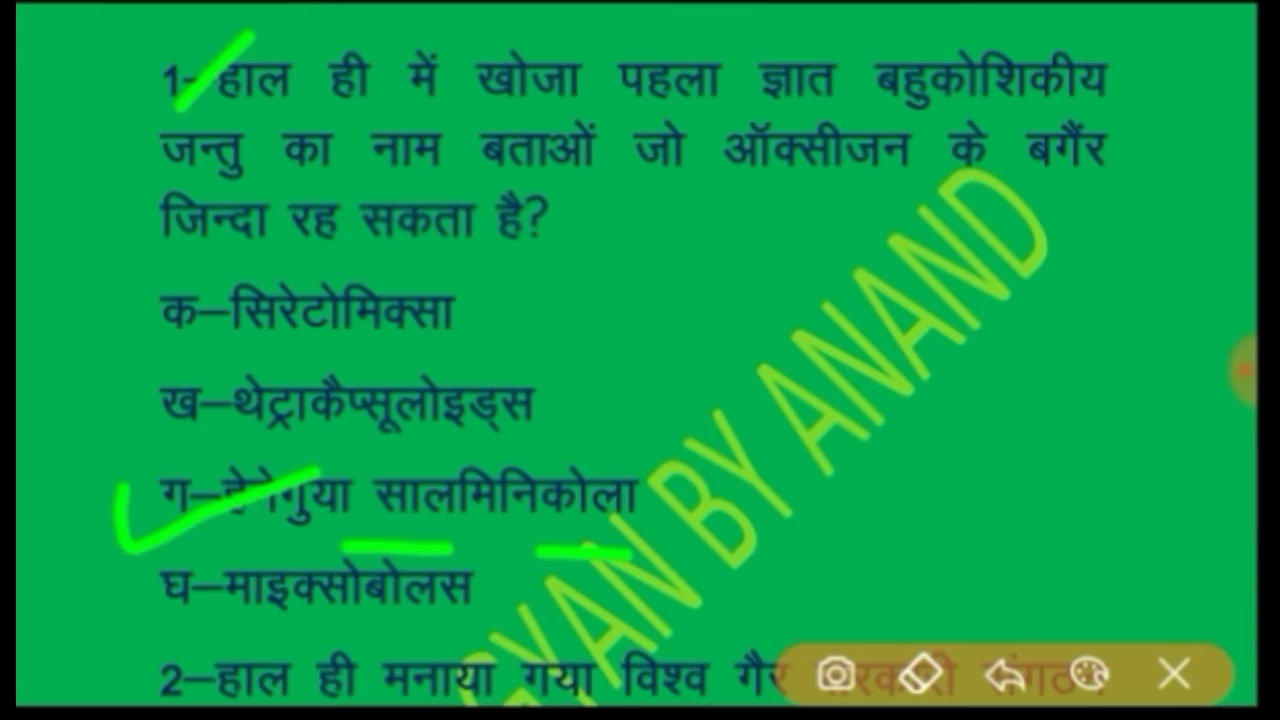 1-हाल ही में खोजा पहला ज्ञात बहुकोशिकीय
जन्तु का नाम बताओं जो ऑक्सीजन के बगैंर
जिन्दा रह सकता है?
क–सिरेटोमिक्सा
ख–थेट्राकैप्सूलोइड्स
ग–हेनेगुया सालमिनिकोला
घ–माइक्सोबोलस
2–हाल ही मनाया गया विश्व गैर
GYAN BY ANAND